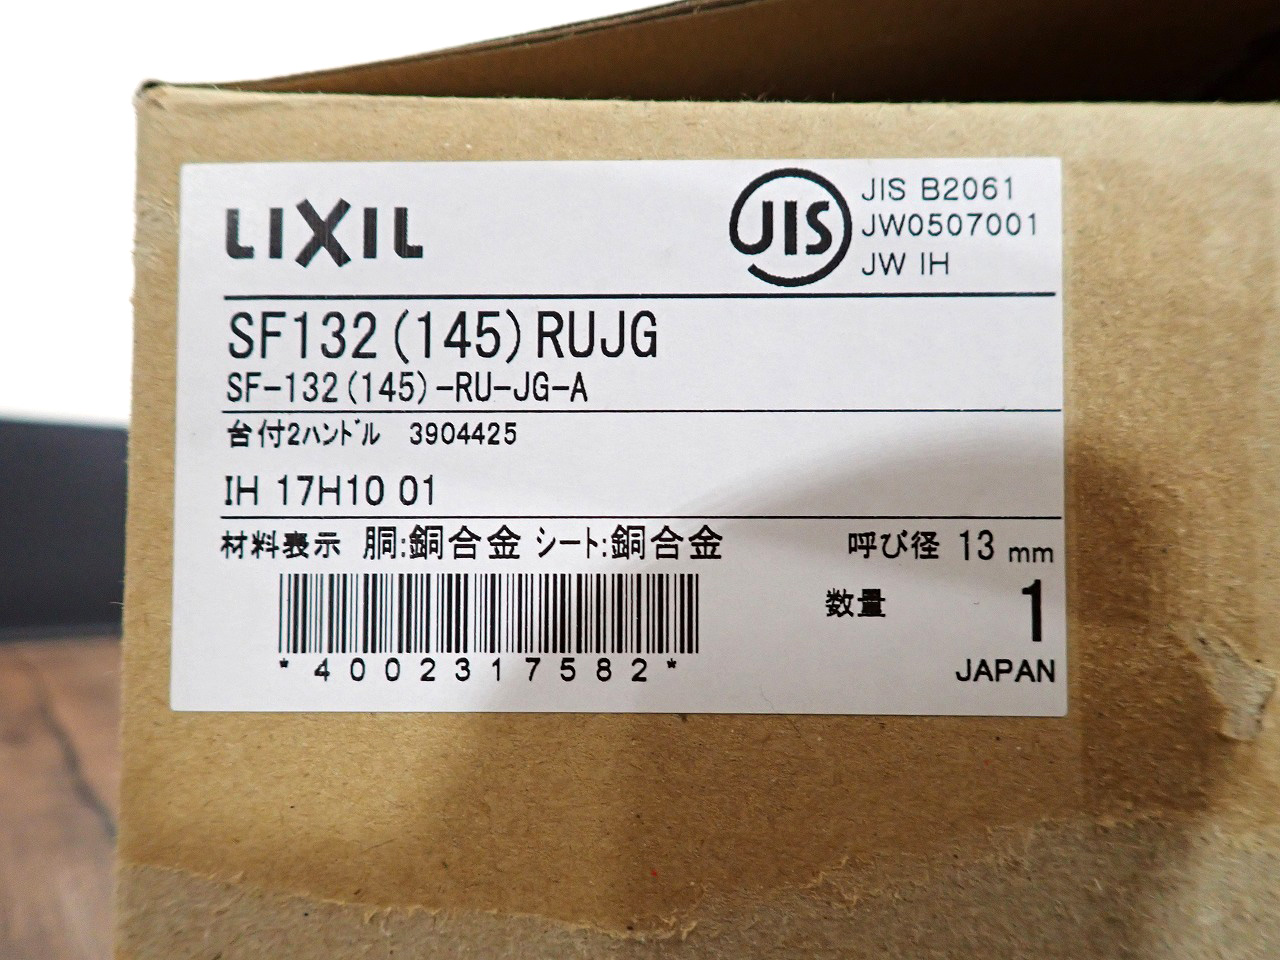 LIXIL
JIS
JIS B2061
JW0507001
JW IH
SF132(145)RUJG
SF-132(145)-RU-JG-A
台付2ﾊﾝﾄﾞﾙ 3904425
IH 17H10 01
材料表示 胴:銅合金 シート:銅合金
呼び径 13 mm
数量 1
*4002317582*
JAPAN